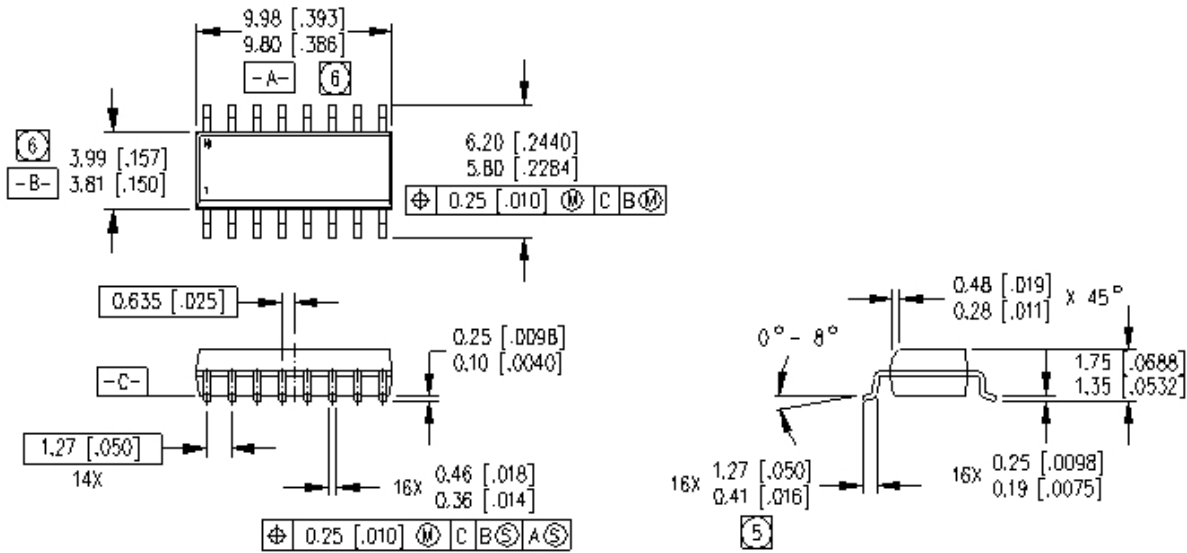 9.98 [.393]
9.80 [.386]
-A- 6
6
3.99 [.157]
-B- 3.81 [.150]
N
1
6.20 [.2440]
5.80 [.2284]
⌖ 0.25 [.010] Ⓜ C B Ⓜ
0.635 [.025]
0.25 [.0098]
0.10 [.0040]
-C-
1.27 [.050]
14X
16X 0.46 [.018]
0.36 [.014]
⌖ 0.25 [.010] Ⓜ C B Ⓢ A Ⓢ
0.48 [.019]
0.28 [.011] X 45°
0° - 8°
1.75 [.0688]
1.35 [.0532]
16X 1.27 [.050]
0.41 [.016]
5
16X 0.25 [.0098]
0.19 [.0075]